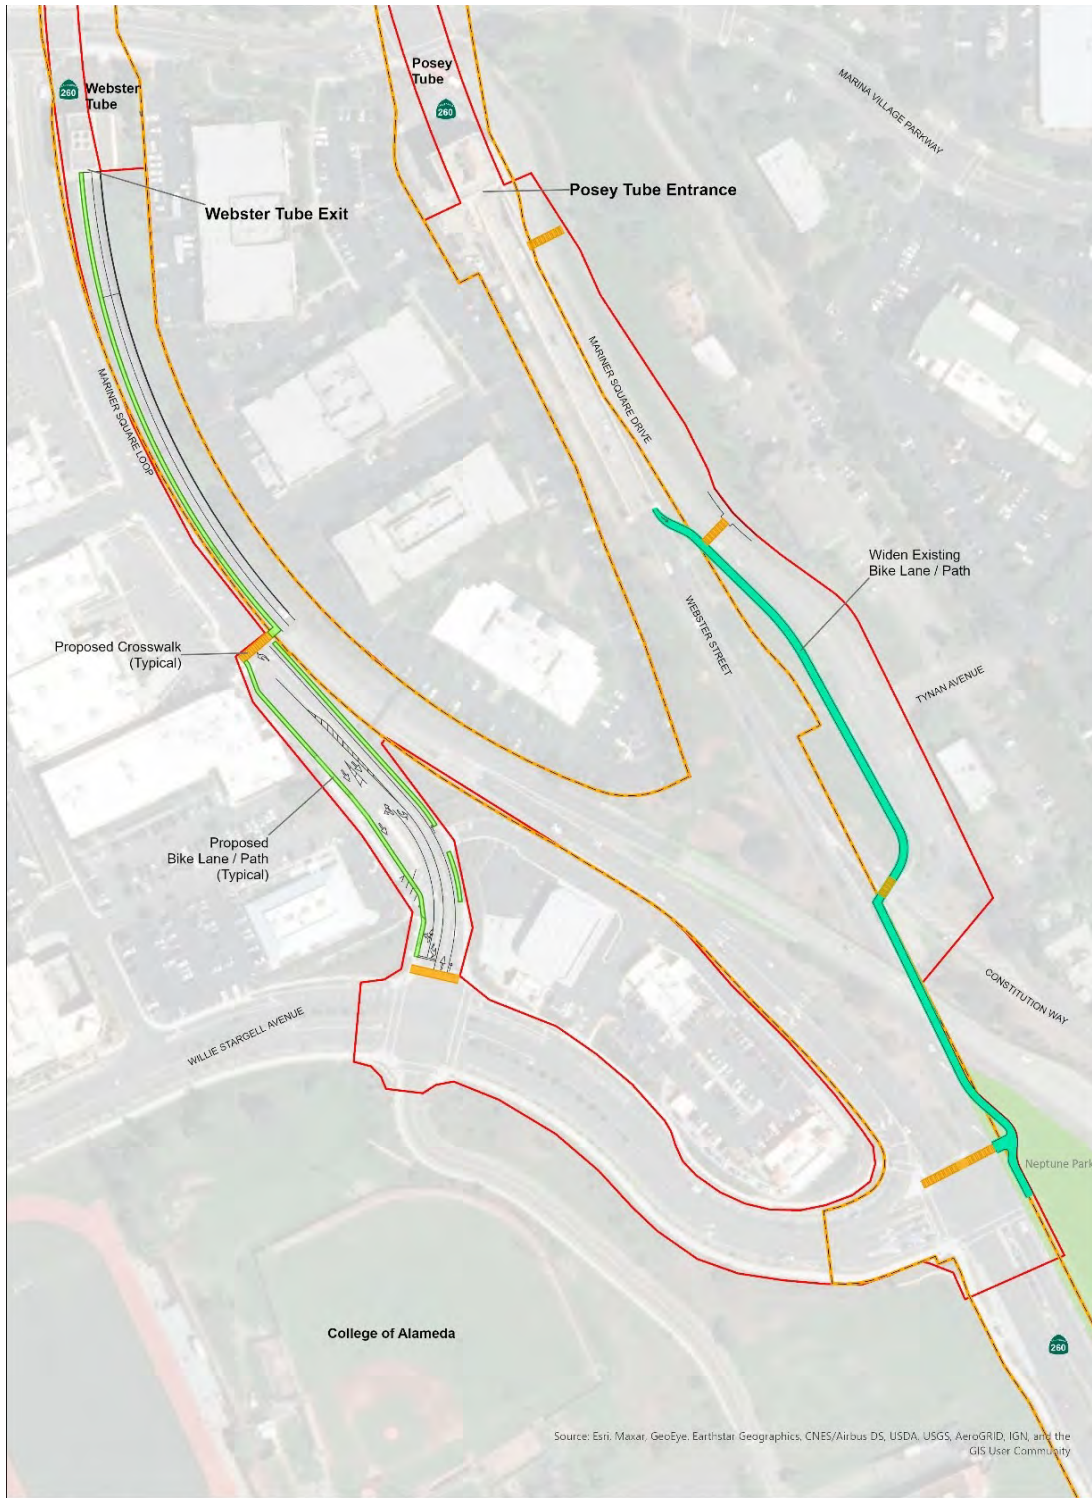 Webster
Tube
260
Posey
Tube
260
MARINA VILLAGE PARKWAY
Posey Tube Entrance
Webster Tube Exit
MARINER SQUARE LOOP
MARINER SQUARE DRIVE
Widen Existing
Bike Lane / Path
WEBSTER STREET
Proposed Crosswalk
(Typical)
TYNAN AVENUE
Proposed
Bike Lane / Path
(Typical)
CONSTITUTION WAY
WILLIE STARGELL AVENUE
Neptune Park
College of Alameda
260
Source: Esri, Maxar, GeoEye, Earthstar Geographics, CNES/Airbus DS, USDA, USGS, AeroGRID, IGN, and the
GIS User Community